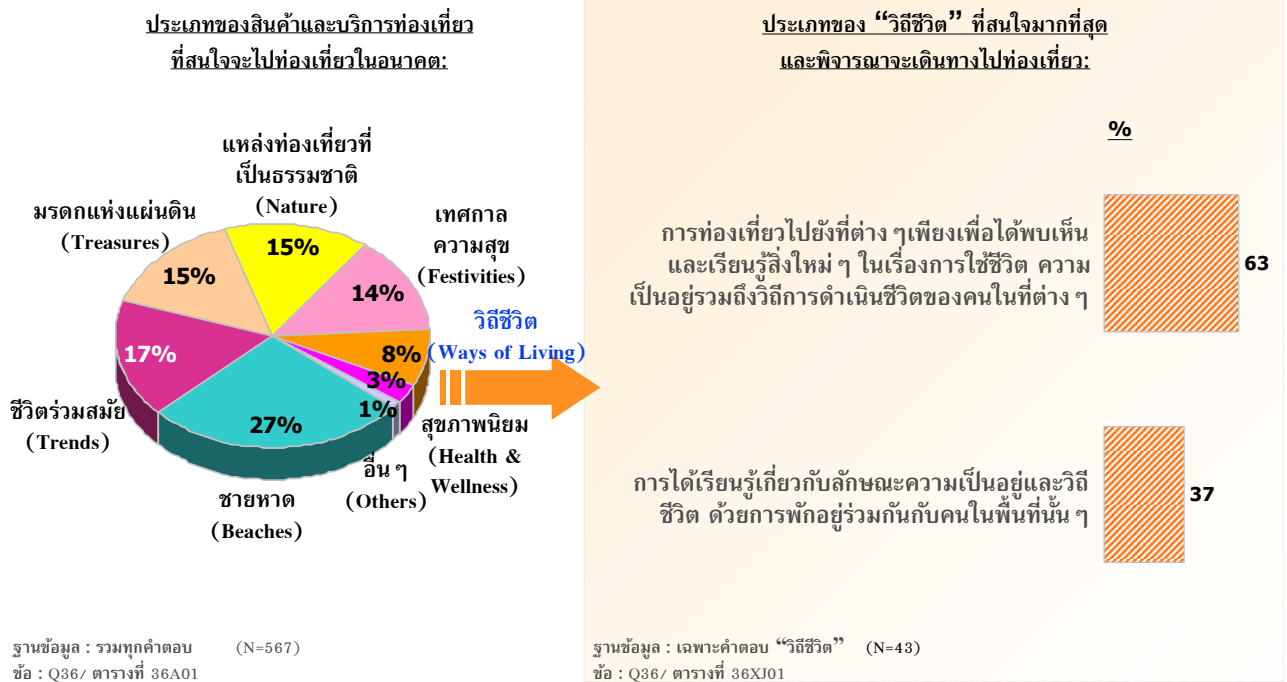 ประเภทของสินค้าและบริการท่องเที่ยว
ที่สนใจจะไปท่องเที่ยวในอนาคต:
แหล่งท่องเที่ยวที่
เป็นธรรมชาติ
(Nature)
15%
มรดกแห่งแผ่นดิน
(Treasures)
15%
เทศกาล
ความสุข
(Festivities)
14%
วิถีชีวิต
(Ways of Living)
8%
3%
1%
17%
27%
ชีวิตร่วมสมัย
(Trends)
ชายหาด
(Beaches)
อื่น ๆ
(Others)
สุขภาพนิยม
(Health &
Wellness)
ฐานข้อมูล : รวมทุกคำตอบ (N=567)
ข้อ : Q36/ ตารางที่ 36A01
ประเภทของ “วิถีชีวิต” ที่สนใจมากที่สุด
และพิจารณาจะเดินทางไปท่องเที่ยว:
%
การท่องเที่ยวไปยังที่ต่าง ๆเพียงเพื่อได้พบเห็น
และเรียนรู้สิ่งใหม่ ๆ ในเรื่องการใช้ชีวิต ความ
เป็นอยู่รวมถึงวิถีการดำเนินชีวิตของคนในที่ต่าง ๆ
63
การได้เรียนรู้เกี่ยวกับลักษณะความเป็นอยู่และวิถี
ชีวิต ด้วยการพักอยู่ร่วมกันกับคนในพื้นที่นั้น ๆ
37
ฐานข้อมูล : เฉพาะคำตอบ “วิถีชีวิต” (N=43)
ข้อ : Q36/ ตารางที่ 36XJ01